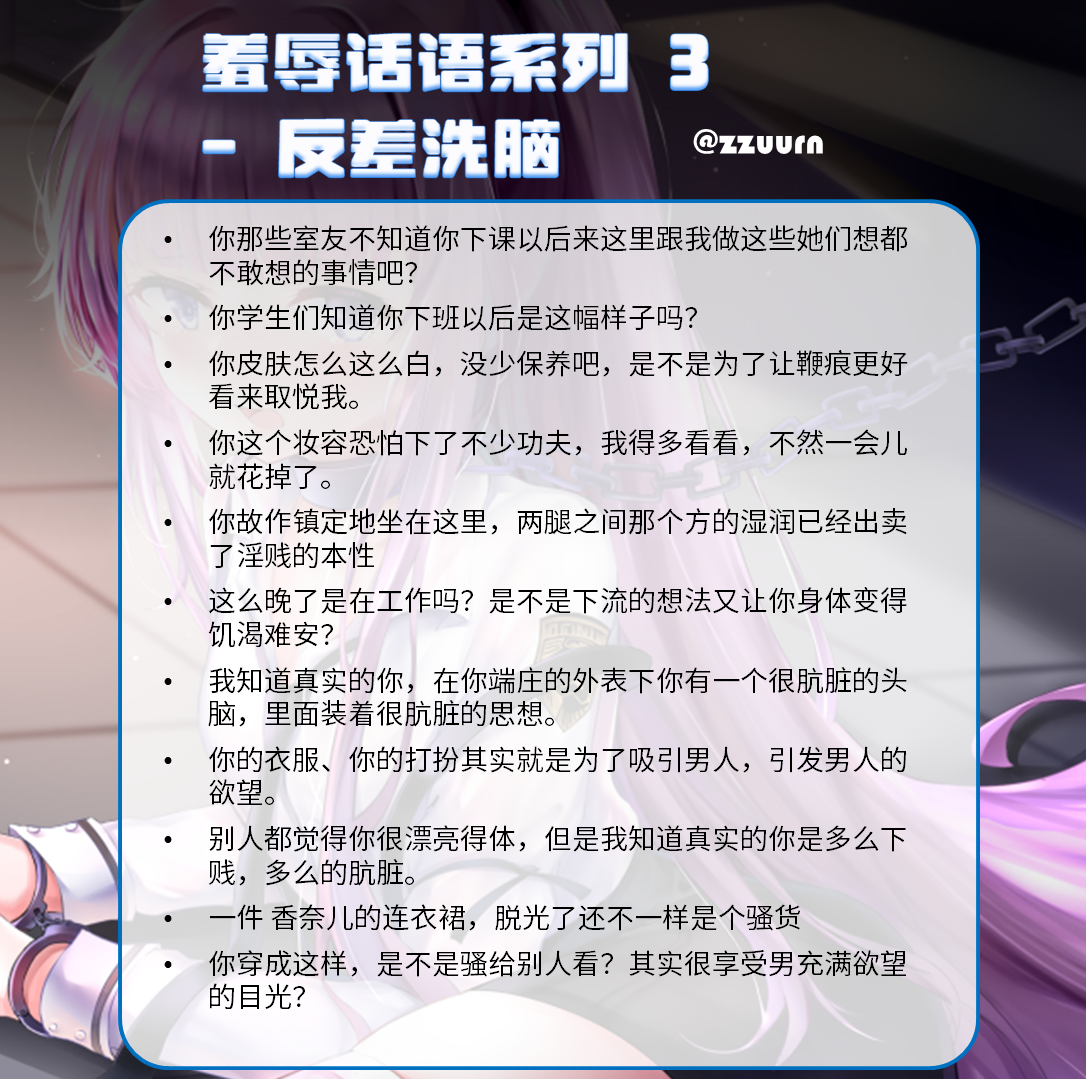 羞辱话语系列 3
- 反差洗脑
@zzuurn
• 你那些室友不知道你下课以后来这里跟我做这些她们想都
不敢想的事情吧？
• 你学生们知道你下班以后是这幅样子吗？
• 你皮肤怎么这么白，没少保养吧，是不是为了让鞭痕更好
看来取悦我。
• 你这个妆容恐怕下了不少功夫，我得多看看，不然一会儿
就花掉了。
• 你故作镇定地坐在这里，两腿之间那个方的湿润已经出卖
了淫贱的本性
• 这么晚了是在工作吗？是不是下流的想法又让你身体变得
饥渴难安？
• 我知道真实的你，在你端庄的外表下你有一个很肮脏的头
脑，里面装着很肮脏的思想。
• 你的衣服、你的打扮其实就是为了吸引男人，引发男人的
欲望。
• 别人都觉得你很漂亮得体，但是我知道真实的你是多么下
贱，多么的肮脏。
• 一件 香奈儿的连衣裙，脱光了还不一样是个骚货
• 你穿成这样，是不是骚给别人看？其实很享受男充满欲望
的目光？